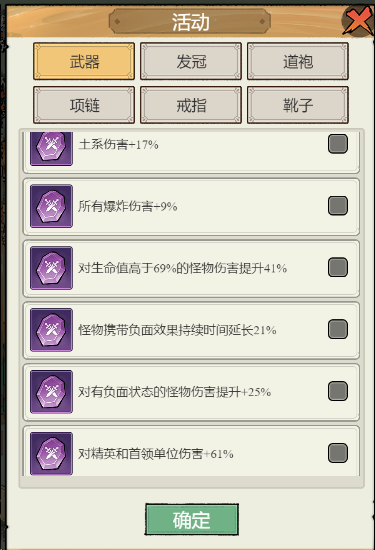 活动
武器 发冠 道袍
项链 戒指 靴子
土系伤害+17%
所有爆炸伤害+9%
对生命值高于69%的怪物伤害提升41%
怪物携带负面效果持续时间延长21%
对有负面状态的怪物伤害提升+25%
对精英和首领单位伤害+61%
确定